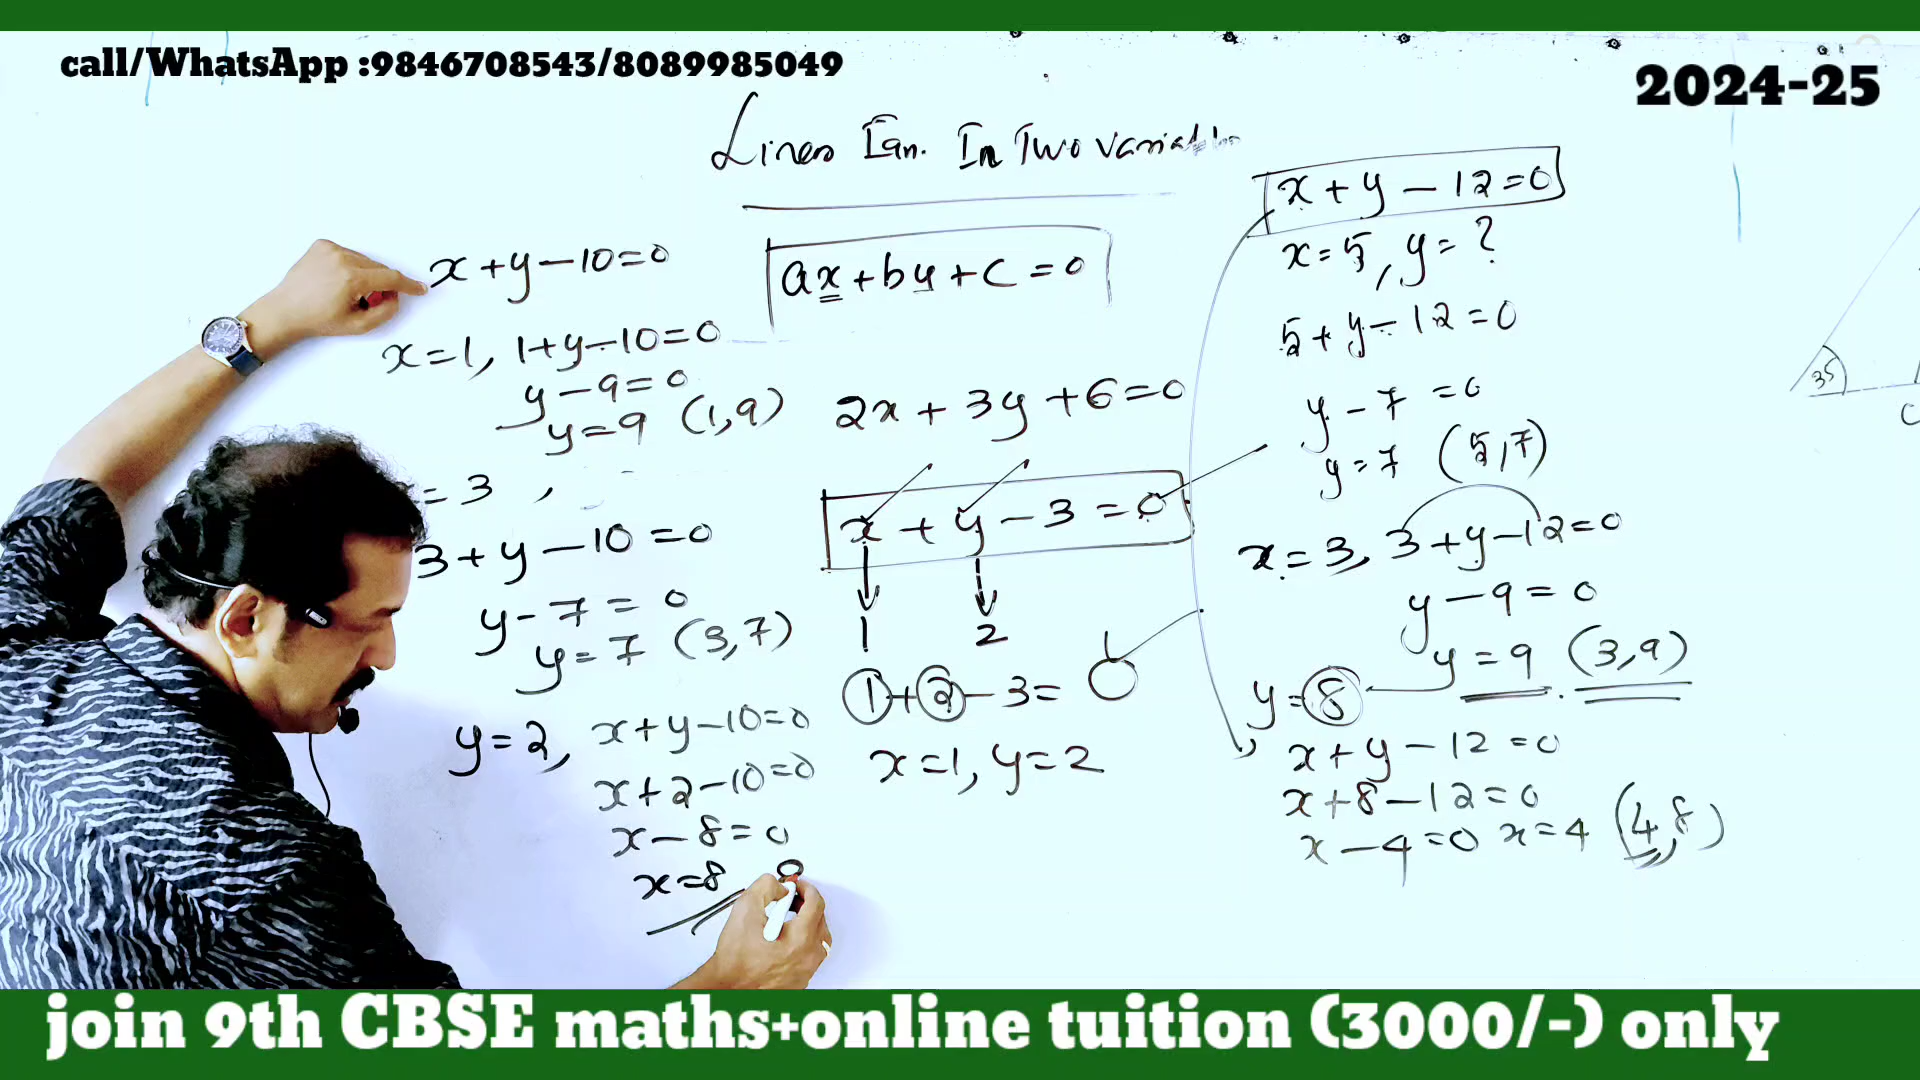 call/WhatsApp :9846708543/8089985049
2024-25
Linear Eqn. In Two variables
x+y-10=0
x=1, 1+y-10=0
y-9=0
y=9 (1,9)
=3 ,
3+y-10=0
y-7=0
y=7 (3,7)
y=2, x+y-10=0
x+2-10=0
x-8=0
x=8
ax+by+c=0
2x+3y+6=0
x+y-3=0
1 2
1+2-3=0
x=1, y=2
x+y-12=0
x=5, y=?
5+y-12=0
y-7=0
y=7 (5,7)
x=3, 3+y-12=0
y-9=0
y=9 (3,9)
y=8
x+y-12=0
x+8-12=0
x-4=0 x=4 (4,8)
35
join 9th CBSE maths+online tuition (3000/-) only